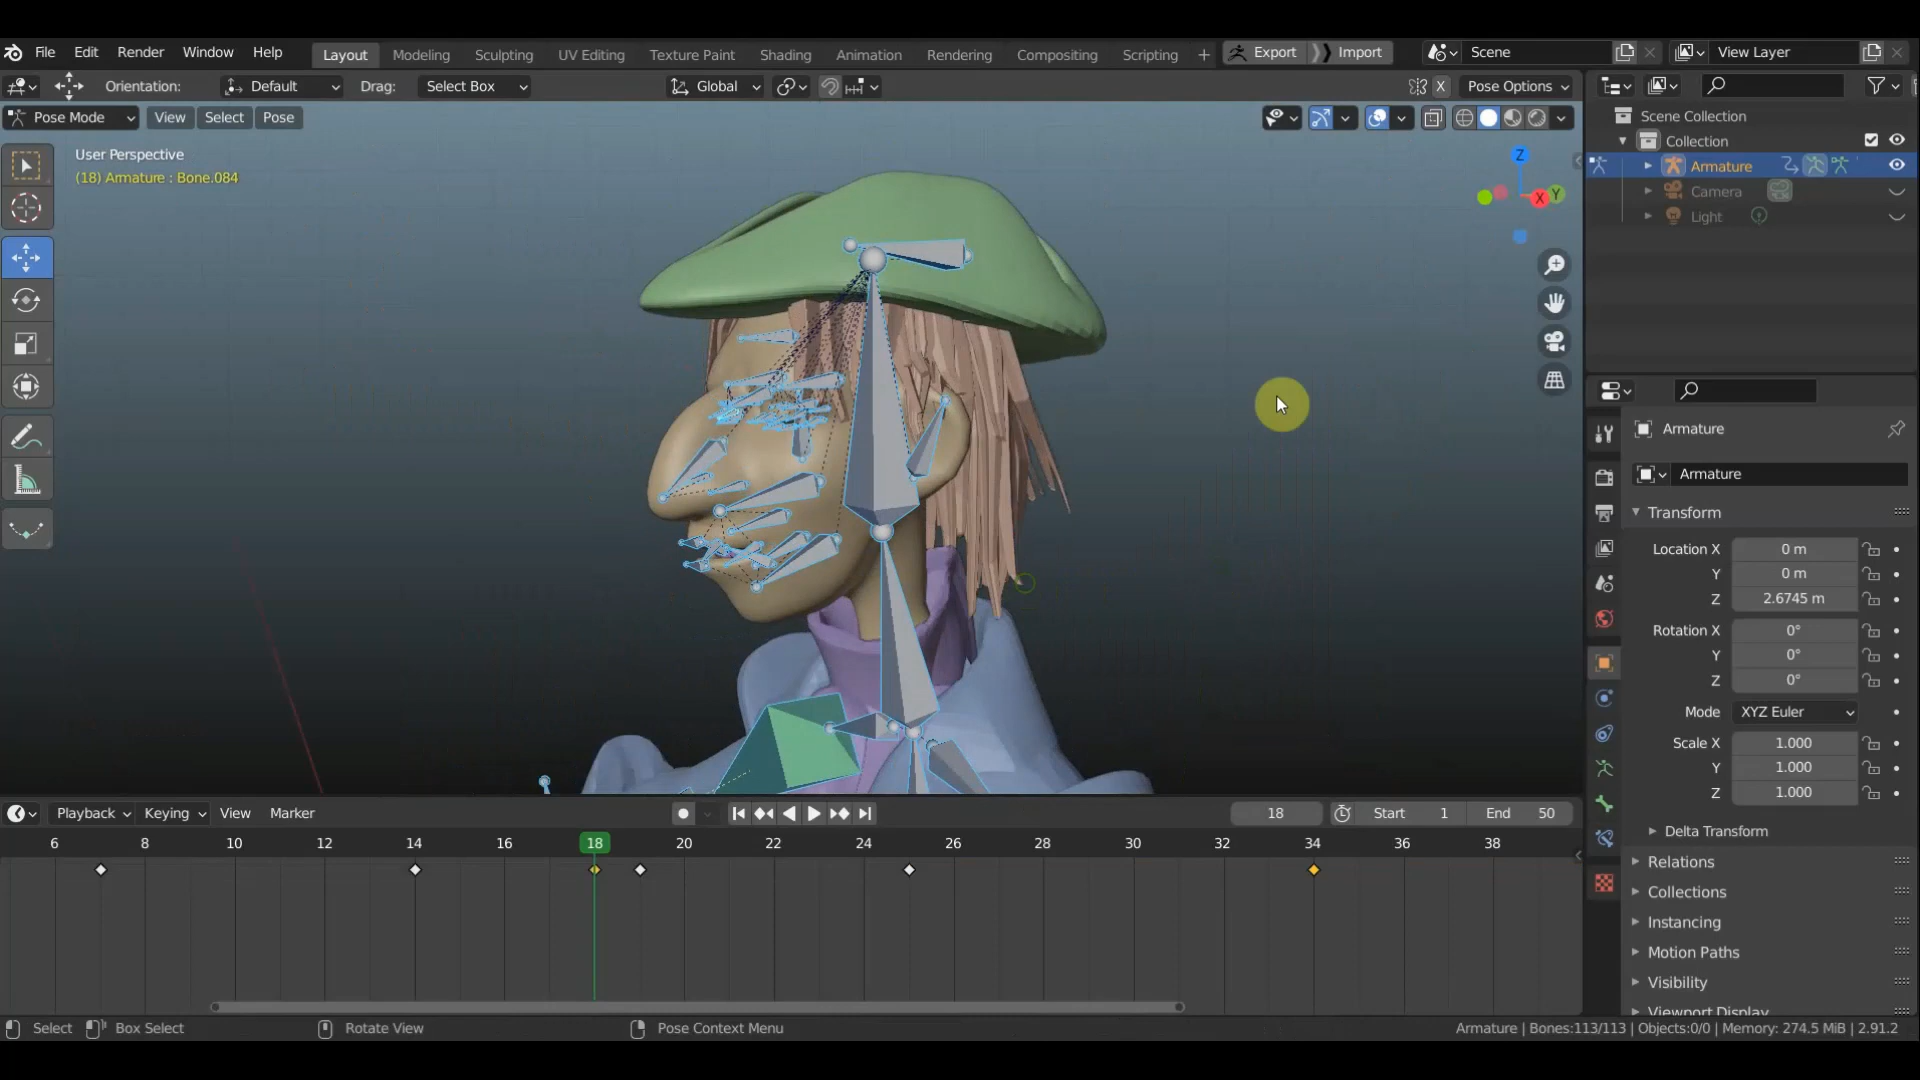 File Edit Render Window Help Layout Modeling Sculpting UV Editing Texture Paint Shading Animation Rendering Compositing Scripting + Export Import Scene View Layer
Orientation: Default Drag: Select Box Global X Pose Options
Pose Mode View Select Pose
User Perspective
(18) Armature : Bone.084
Z
X Y
Scene Collection
Collection
Armature
Camera
Light
Armature
Armature
Transform
Location X 0 m
Y 0 m
Z 2.6745 m
Rotation X 0°
Y 0°
Z 0°
Mode XYZ Euler
Scale X 1.000
Y 1.000
Z 1.000
Delta Transform
Relations
Collections
Instancing
Motion Paths
Visibility
Viewport Display
Playback Keying View Marker 18 Start 1 End 50
6 8 10 12 14 16 18 20 22 24 26 28 30 32 34 36 38
Select Box Select Rotate View Pose Context Menu Armature | Bones:113/113 | Objects:0/0 | Memory: 274.5 MiB | 2.91.2